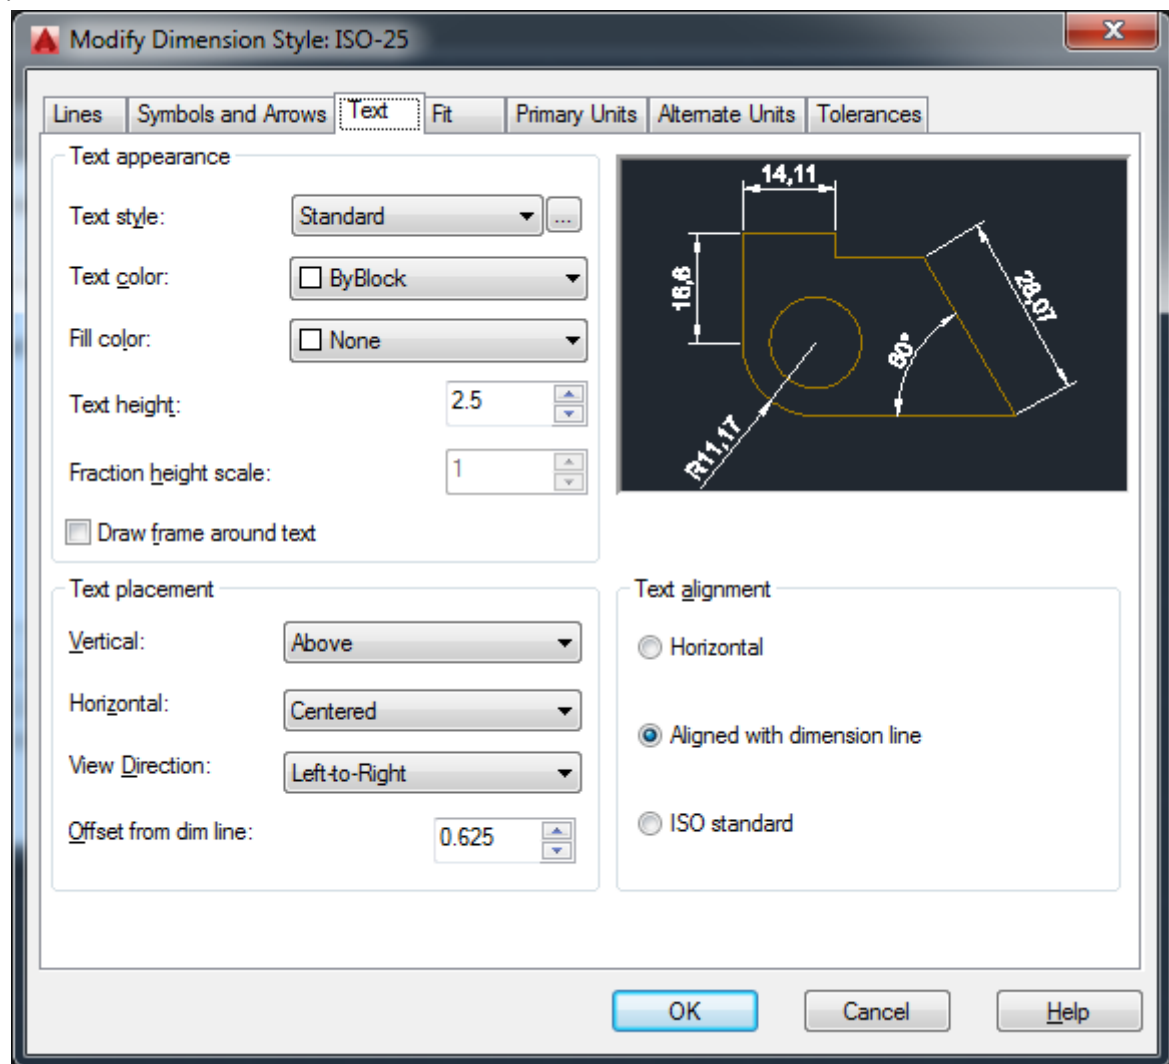 Modify Dimension Style: ISO-25
Lines Symbols and Arrows Text Fit Primary Units Alternate Units Tolerances
Text appearance
Text style: Standard ...
Text color: ByBlock
Fill color: None
Text height: 2.5
Fraction height scale: 1
Draw frame around text
14,11
16,6
28,07
80°
R11,17
Text placement
Vertical: Above
Horizontal: Centered
View Direction: Left-to-Right
Offset from dim line: 0.625
Text alignment
Horizontal
Aligned with dimension line
ISO standard
OK Cancel Help